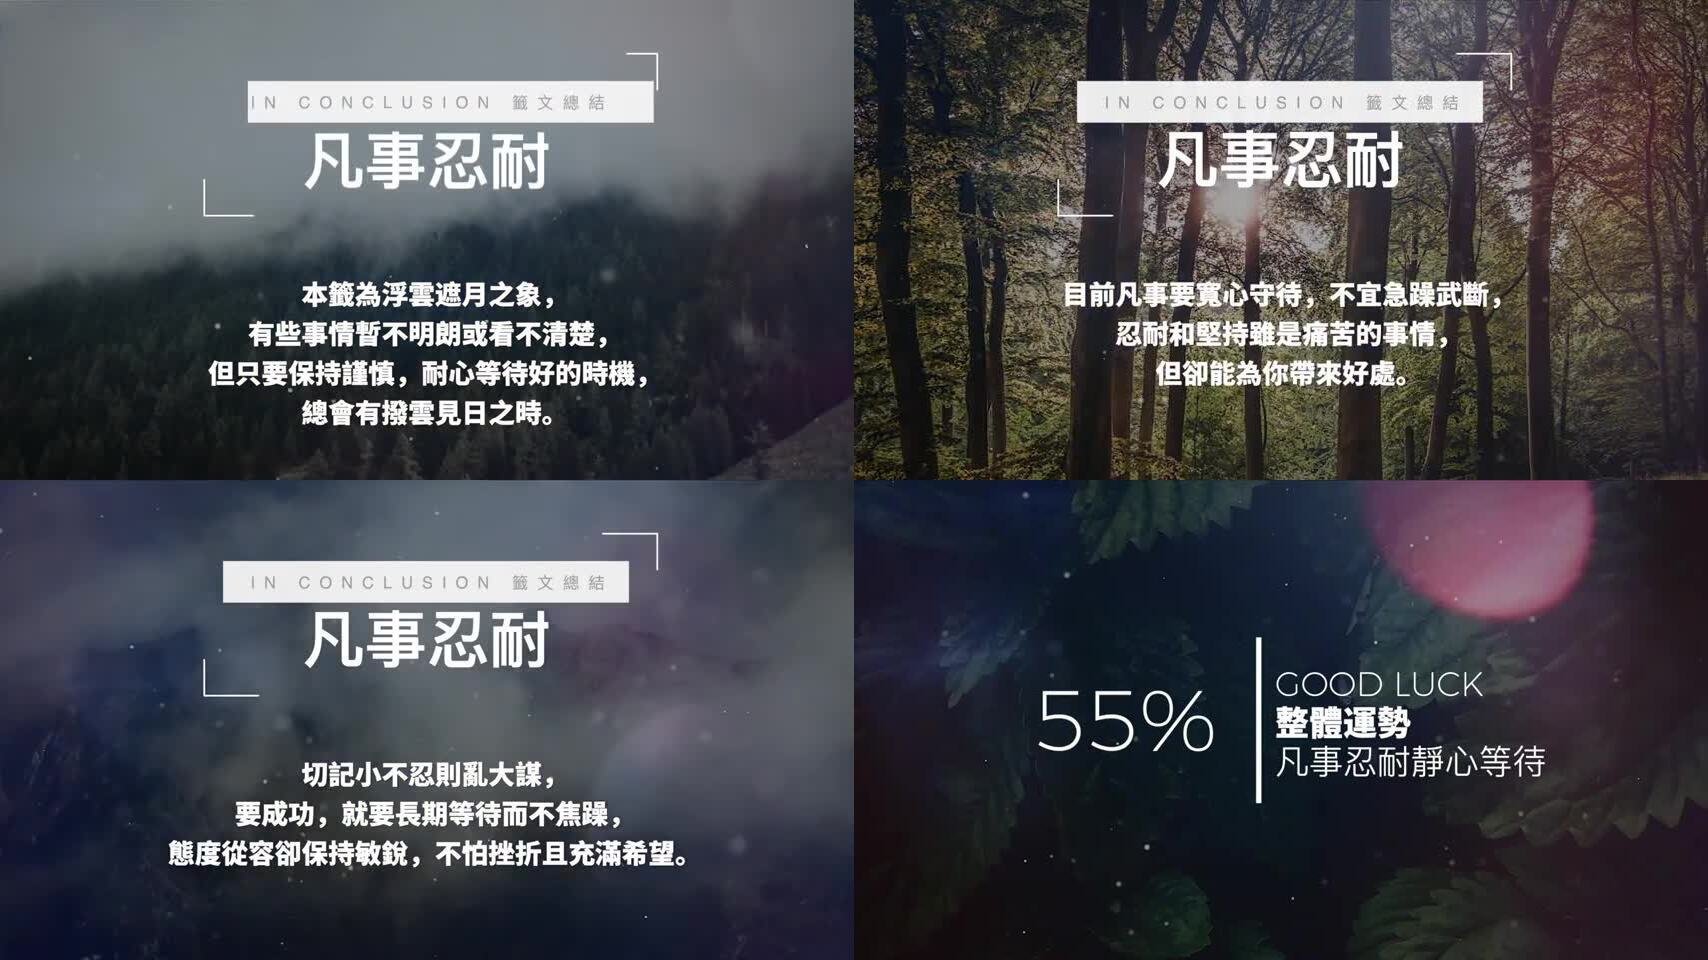 IN CONCLUSION 籤文總結
凡事忍耐
本籤為浮雲遮月之象，
有些事情暫不明朗或看不清楚，
但只要保持謹慎，耐心等待好的時機，
總會有撥雲見日之時。
IN CONCLUSION 籤文總結
凡事忍耐
目前凡事要寬心守待，不宜急躁武斷，
忍耐和堅持雖是痛苦的事情，
但卻能為你帶來好處。
IN CONCLUSION 籤文總結
凡事忍耐
切記小不忍則亂大謀，
要成功，就要長期等待而不焦躁，
態度從容卻保持敏銳，不怕挫折且充滿希望。
55%
GOOD LUCK
整體運勢
凡事忍耐靜心等待